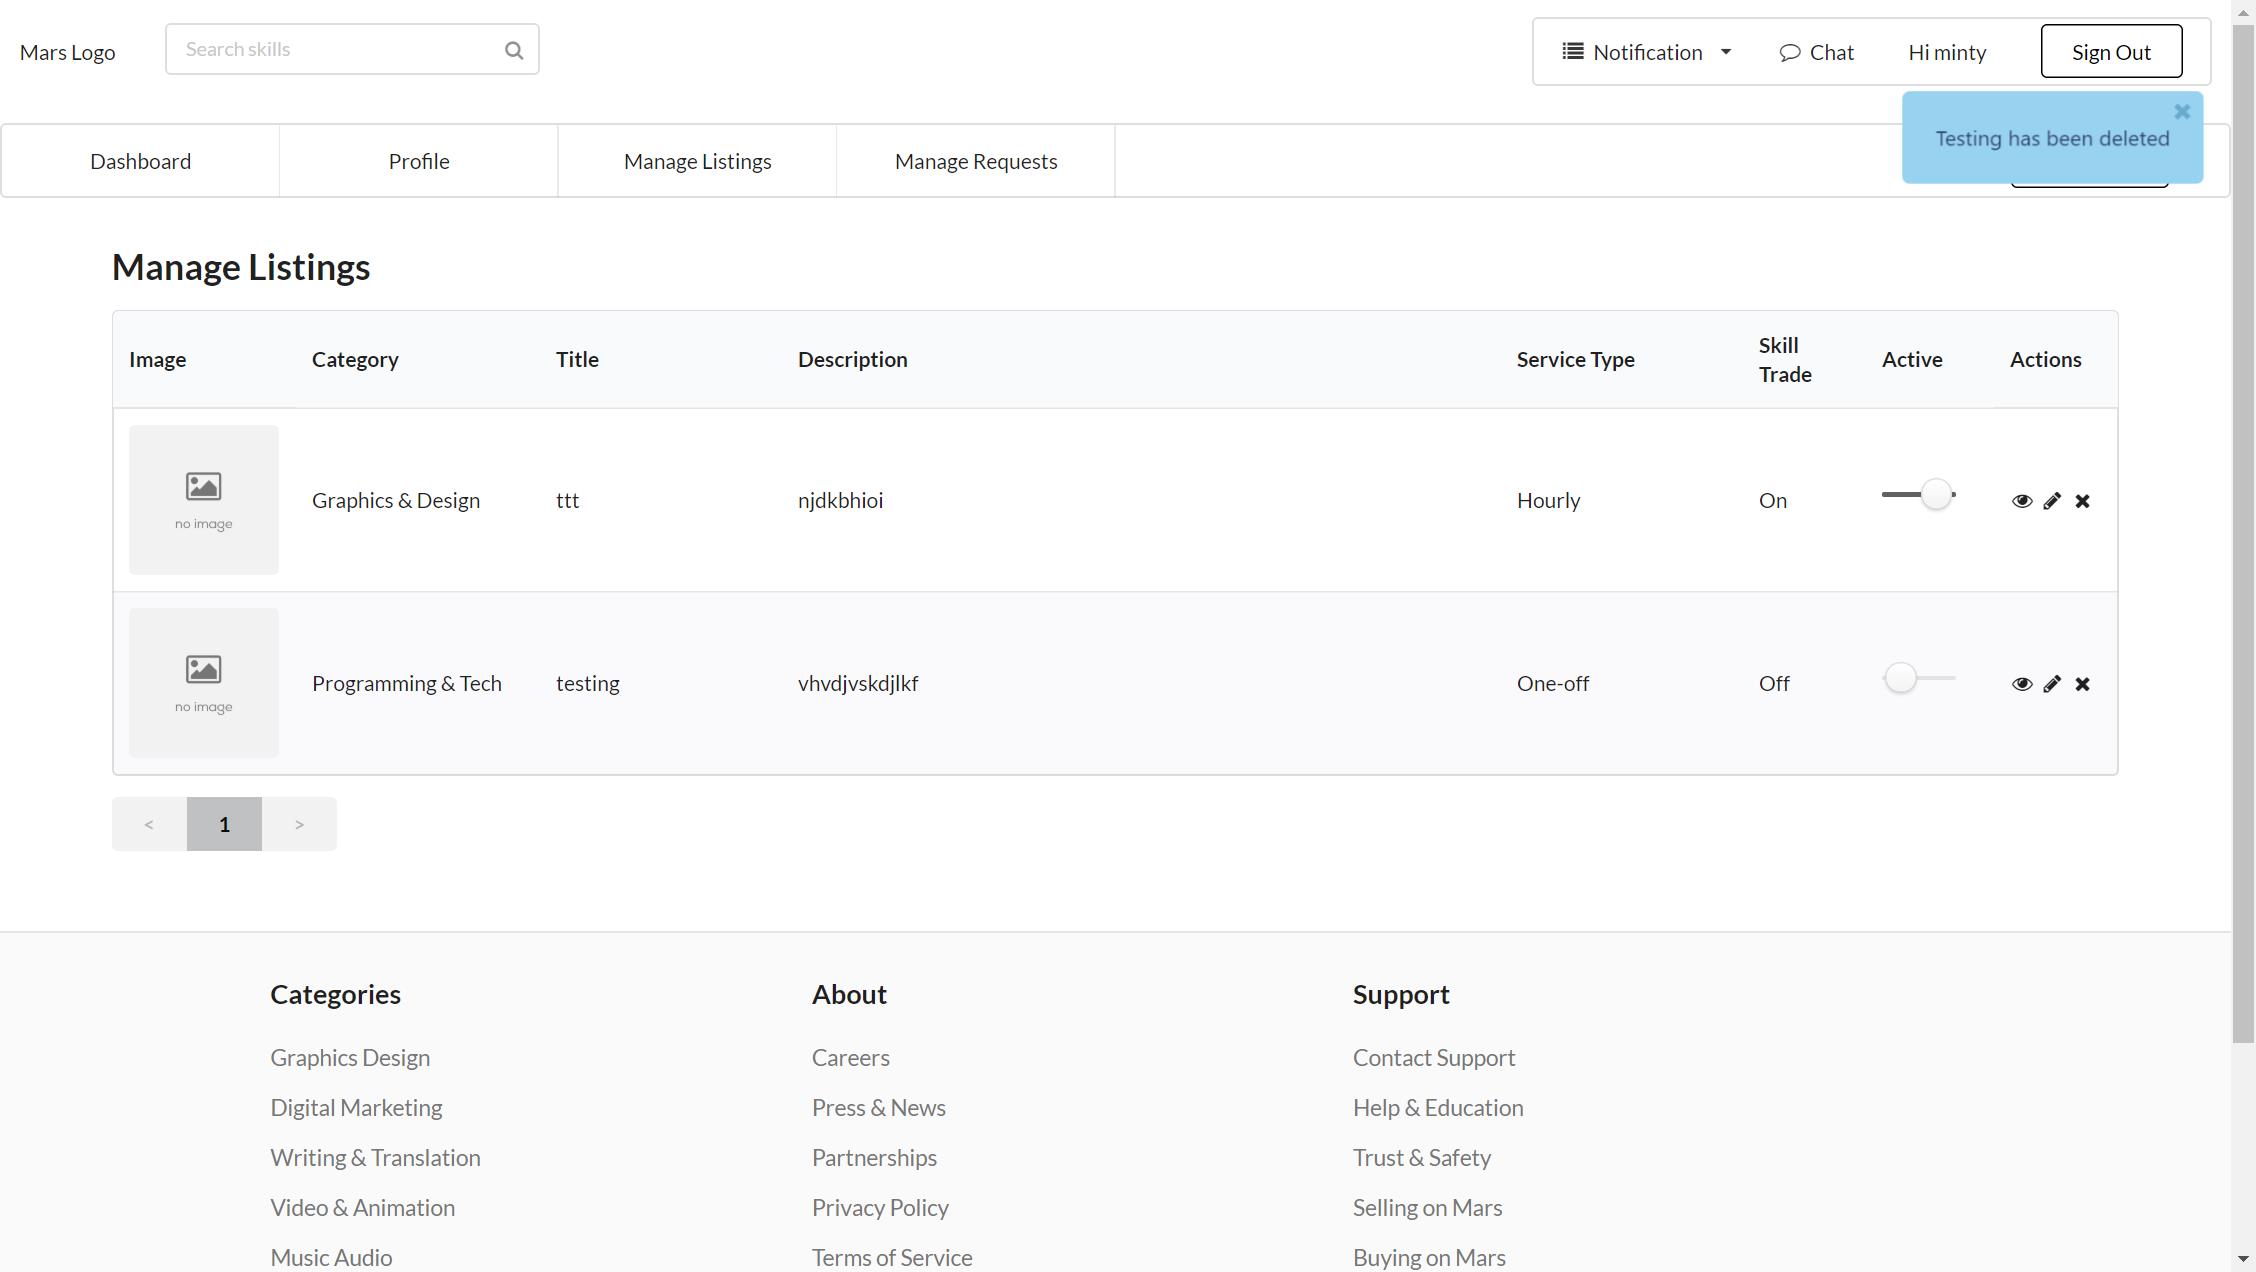 Mars Logo
Search skills
Notification
Chat
Hi minty
Sign Out
Testing has been deleted
Dashboard
Profile
Manage Listings
Manage Requests
Manage Listings
Image
Category
Title
Description
Service Type
Skill
Trade
Active
Actions
no image
Graphics & Design
ttt
njdkbhioi
Hourly
On
no image
Programming & Tech
testing
vhvdjvskdjlkf
One-off
Off
< 1 >
Categories
Graphics Design
Digital Marketing
Writing & Translation
Video & Animation
Music Audio
About
Careers
Press & News
Partnerships
Privacy Policy
Terms of Service
Support
Contact Support
Help & Education
Trust & Safety
Selling on Mars
Buying on Mars